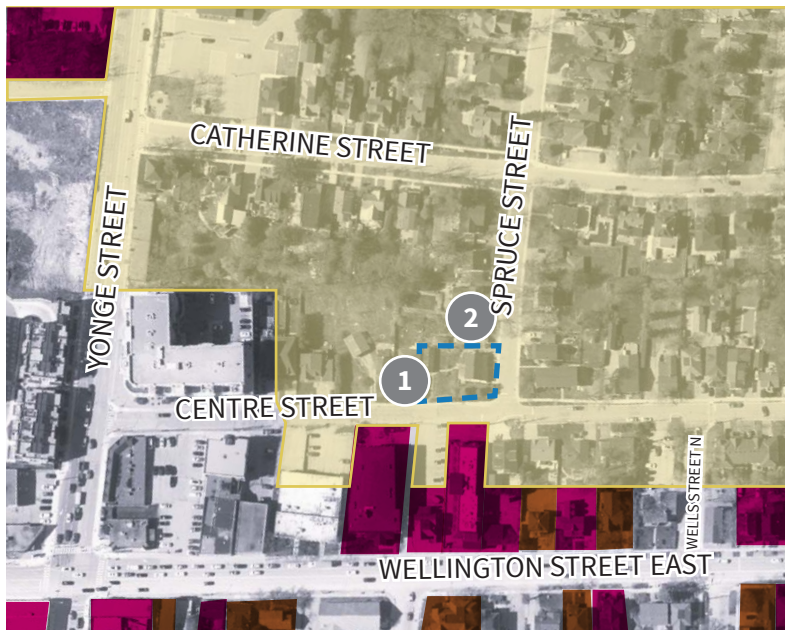 CATHERINE STREET
SPRUCE STREET
YONGE STREET
2
1
CENTRE STREET
WELLS STREET N
WELLINGTON STREET EAST